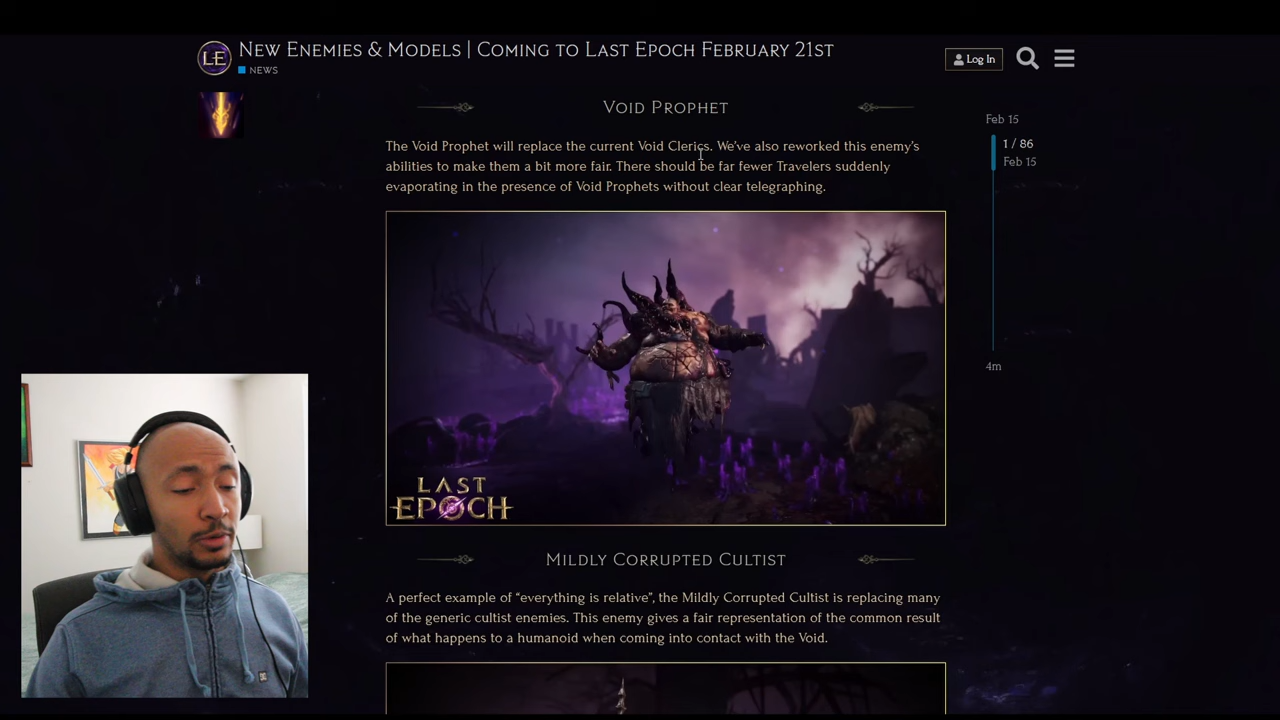 New Enemies & Models | Coming to Last Epoch February 21st
NEWS
Log In
Void Prophet
The Void Prophet will replace the current Void Clerics. We've also reworked this enemy's
abilities to make them a bit more fair. There should be far fewer Travelers suddenly
evaporating in the presence of Void Prophets without clear telegraphing.
Feb 15
1 / 86
Feb 15
4m
LAST
EPOCH
Mildly Corrupted Cultist
A perfect example of “everything is relative”, the Mildly Corrupted Cultist is replacing many
of the generic cultist enemies. This enemy gives a fair representation of the common result
of what happens to a humanoid when coming into contact with the Void.
LE